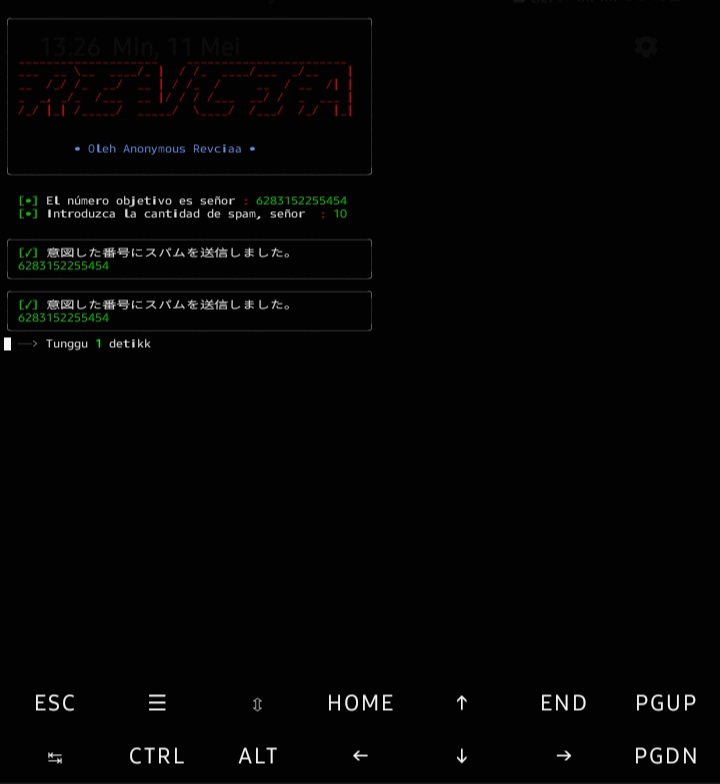 13.26 Min, 11 Mei
REVCIA
• Oleh Anonymous Revciaa •
[•] El número objetivo es señor : 6283152255454
[•] Introduzca la cantidad de spam, señor : 10
[✓] 意図した番号にスパムを送信しました。
6283152255454
[✓] 意図した番号にスパムを送信しました。
6283152255454
──> Tunggu 1 detikk
ESC ☰ ⇳ HOME ↑ END PGUP
↹ CTRL ALT ← ↓ → PGDN